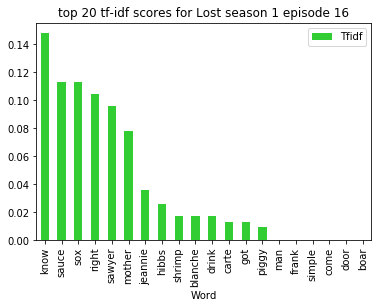 top 20 tf-idf scores for Lost season 1 episode 16
Tfidf
0.14
0.12
0.10
0.08
0.06
0.04
0.02
0.00
know
sauce
sox
right
sawyer
mother
jeannie
hibbs
shrimp
blanche
drink
carte
got
piggy
man
frank
simple
come
door
boar
Word